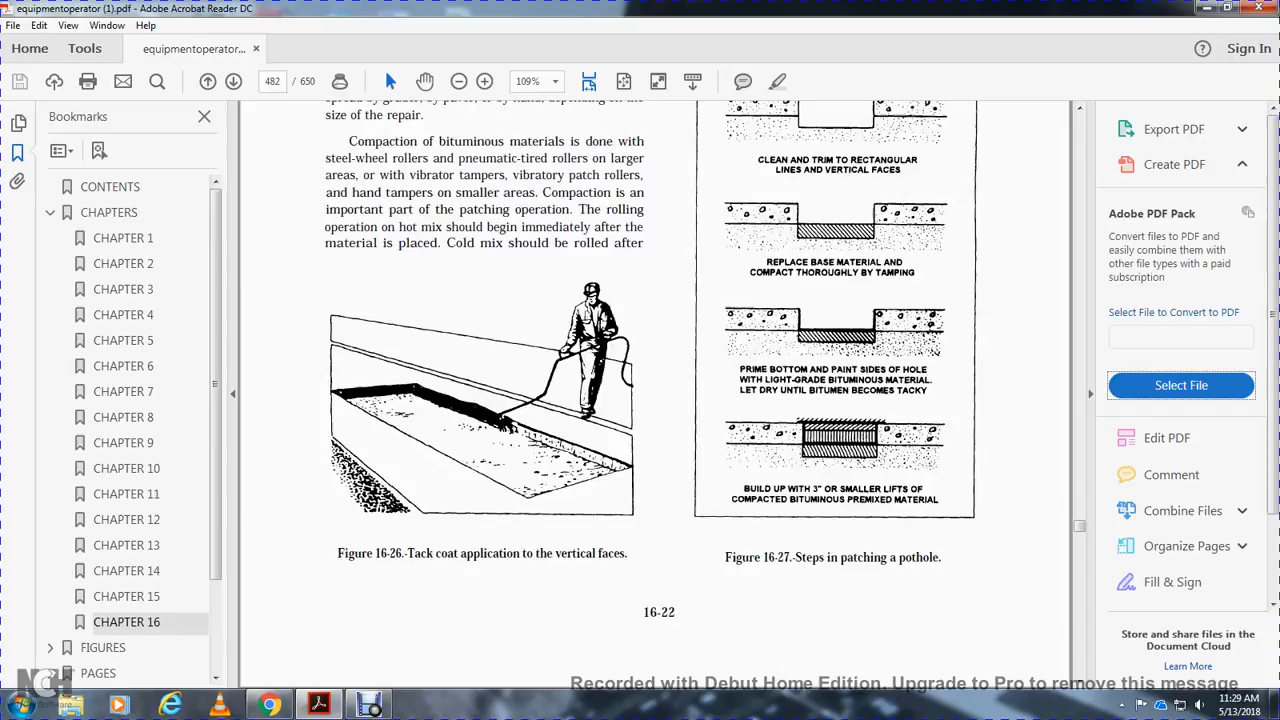 equipmentoperator (1).pdf - Adobe Acrobat Reader DC
File Edit View Window Help
Home Tools equipmentoperator... × Sign In
482 / 650 109%
Bookmarks
CONTENTS
CHAPTERS
CHAPTER 1
CHAPTER 2
CHAPTER 3
CHAPTER 4
CHAPTER 5
CHAPTER 6
CHAPTER 7
CHAPTER 8
CHAPTER 9
CHAPTER 10
CHAPTER 11
CHAPTER 12
CHAPTER 13
CHAPTER 14
CHAPTER 15
CHAPTER 16
FIGURES
PAGES
spread by grader, by paver, or by hand, depending on the
size of the repair.
Compaction of bituminous materials is done with
steel-wheel rollers and pneumatic-tired rollers on larger
areas, or with vibrator tampers, vibratory patch rollers,
and hand tampers on smaller areas. Compaction is an
important part of the patching operation. The rolling
operation on hot mix should begin immediately after the
material is placed. Cold mix should be rolled after
Figure 16-26.-Tack coat application to the vertical faces.
CLEAN AND TRIM TO RECTANGULAR
LINES AND VERTICAL FACES
REPLACE BASE MATERIAL AND
COMPACT THOROUGHLY BY TAMPING
PRIME BOTTOM AND PAINT SIDES OF HOLE
WITH LIGHT-GRADE BITUMINOUS MATERIAL.
LET DRY UNTIL BITUMEN BECOMES TACKY
BUILD UP WITH 3" OR SMALLER LIFTS OF
COMPACTED BITUMINOUS PREMIXED MATERIAL
Figure 16-27.-Steps in patching a pothole.
16-22
Export PDF
Create PDF
Adobe PDF Pack
Convert files to PDF and
easily combine them with
other file types with a paid
subscription
Select File to Convert to PDF
Select File
Edit PDF
Comment
Combine Files
Organize Pages
Fill & Sign
Store and share files in the
Document Cloud
Learn More
NCH
Software
Recorded with Debut Home Edition. Upgrade to Pro to remove this message
11:29 AM
5/13/2018